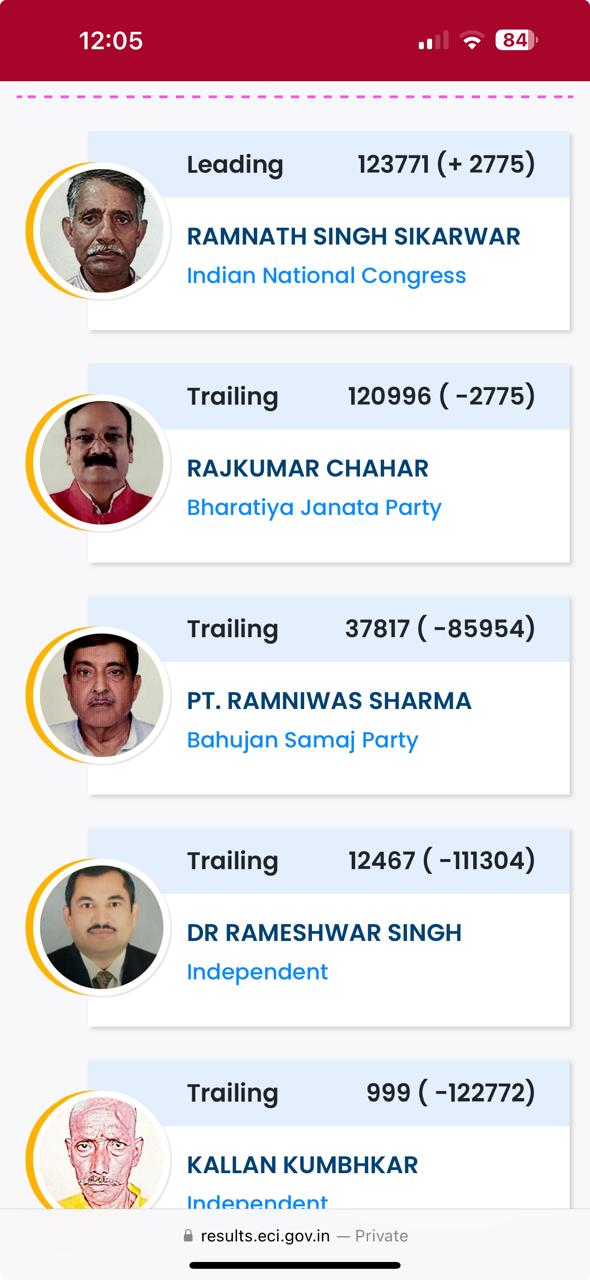 12:05 84
Leading 123771 (+ 2775)
RAMNATH SINGH SIKARWAR
Indian National Congress
Trailing 120996 ( -2775)
RAJKUMAR CHAHAR
Bharatiya Janata Party
Trailing 37817 ( -85954)
PT. RAMNIWAS SHARMA
Bahujan Samaj Party
Trailing 12467 ( -111304)
DR RAMESHWAR SINGH
Independent
Trailing 999 ( -122772)
KALLAN KUMBHKAR
Independent
results.eci.gov.in — Private